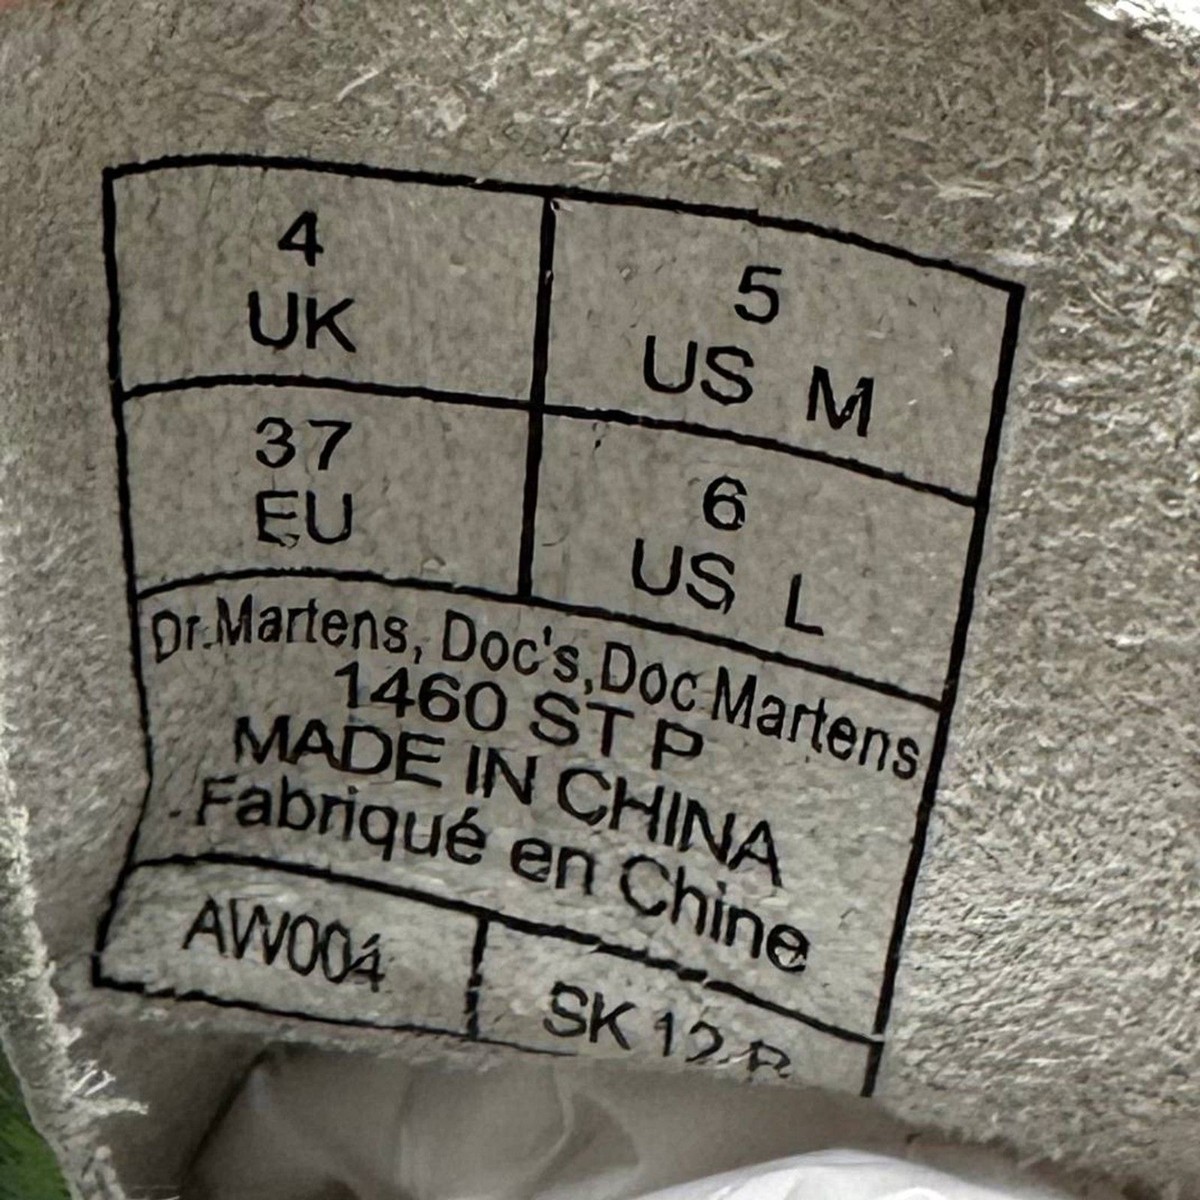 4
UK
5
US M
37
EU
6
US L
Dr.Martens, Doc's, Doc Martens
1460 ST P
MADE IN CHINA
Fabriqué en Chine
AW004
SK 12